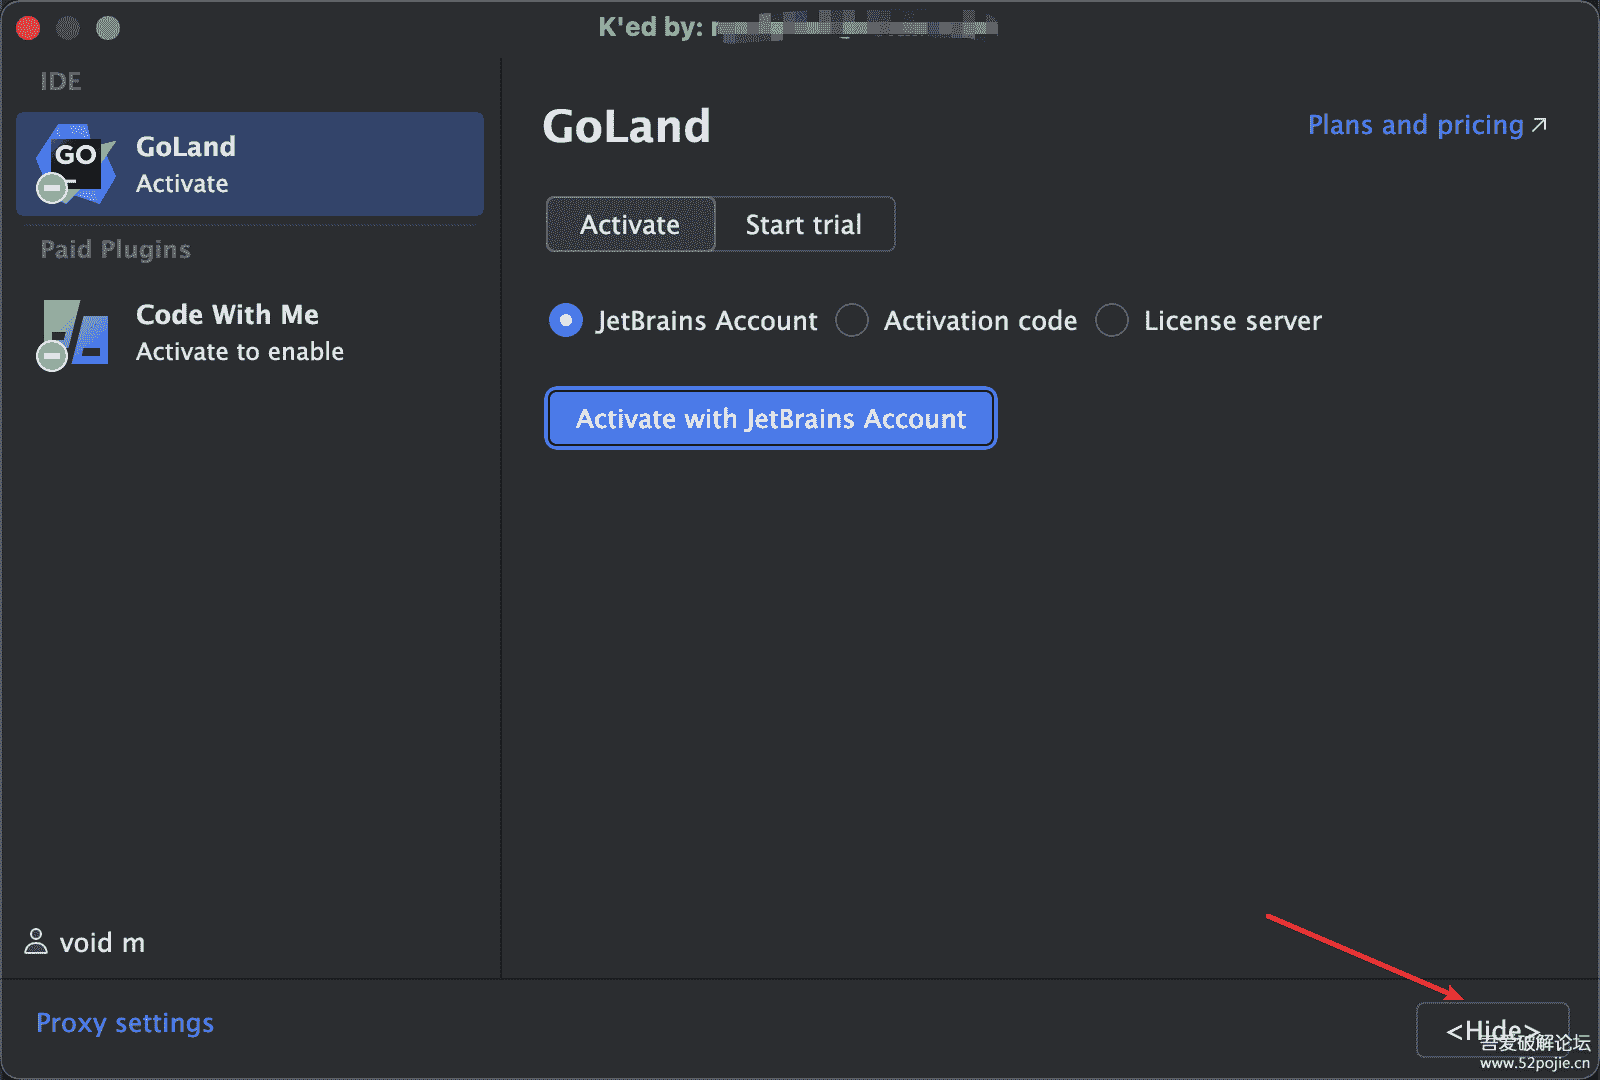 K'ed by:
IDE
GO
GoLand
Activate
Paid Plugins
Code With Me
Activate to enable
void m
GoLand
Plans and pricing
Activate
Start trial
JetBrains Account
Activation code
License server
Activate with JetBrains Account
Proxy settings
<Hide>
吾爱破解论坛
www.52pojie.cn